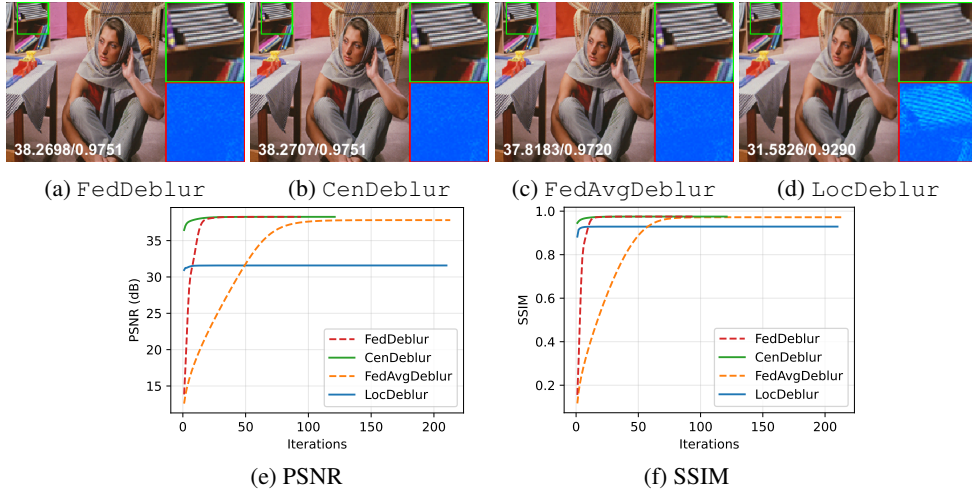 38.2698/0.9751 38.2707/0.9751 37.8183/0.9720 31.5826/0.9290
(a) FedDeblur (b) CenDeblur (c) FedAvgDeblur (d) LocDeblur
PSNR (dB)
35
30
25
20
15
FedDeblur
CenDeblur
FedAvgDeblur
LocDeblur
0 50 100 150 200
Iterations
(e) PSNR
SSIM
1.0
0.8
0.6
0.4
0.2
FedDeblur
CenDeblur
FedAvgDeblur
LocDeblur
0 50 100 150 200
Iterations
(f) SSIM